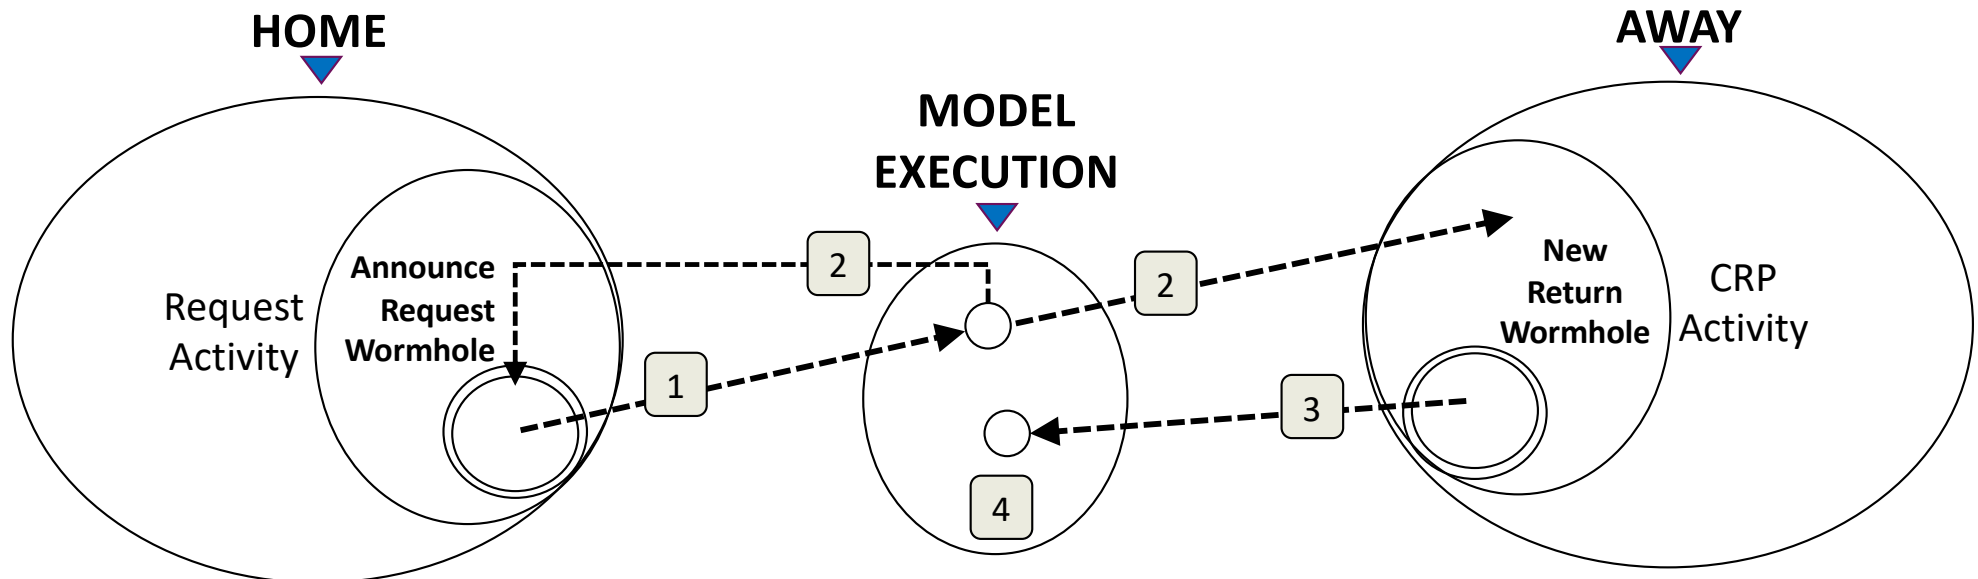 HOME
AWAY
MODEL
EXECUTION
Request
Activity
Announce
Request
Wormhole
1
2
2
3
4
New
Return
Wormhole
CRP
Activity